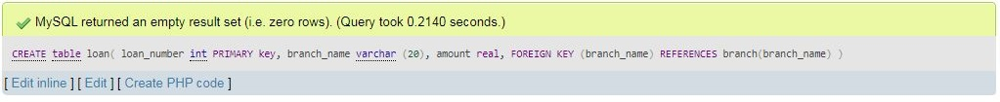 MySQL returned an empty result set (i.e. zero rows). (Query took 0.2140 seconds.)
CREATE table loan( loan_number int PRIMARY key, branch_name varchar (20), amount real, FOREIGN KEY (branch_name) REFERENCES branch(branch_name) )
[ Edit inline ] [ Edit ] [ Create PHP code ]